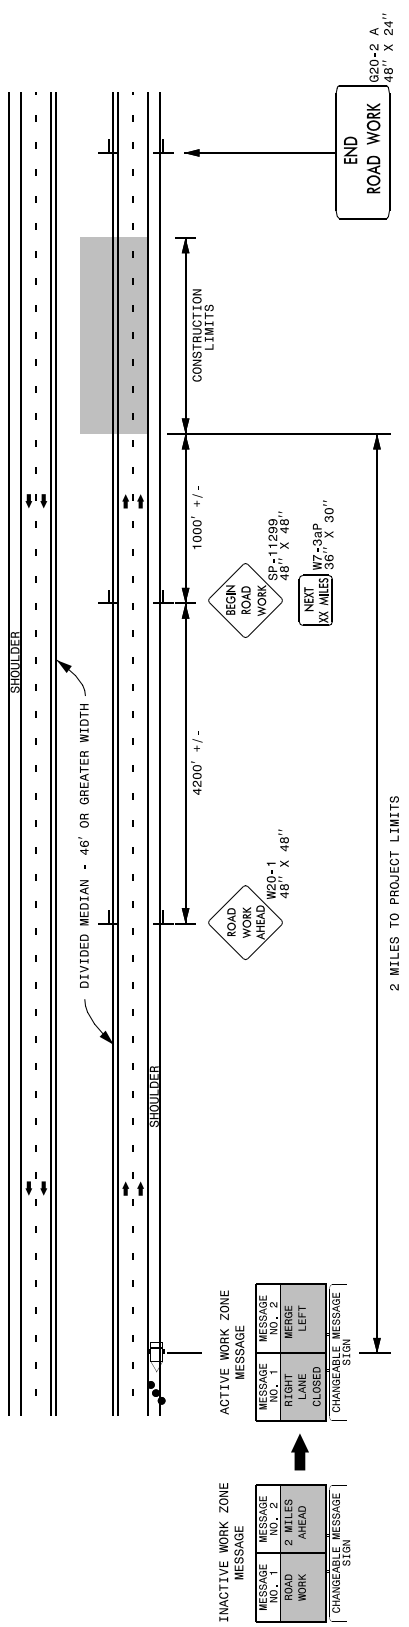 INACTIVE WORK ZONE
MESSAGE
MESSAGE
NO. 1
MESSAGE
NO. 2
ROAD
WORK
2 MILES
AHEAD
CHANGEABLE MESSAGE
SIGN
ACTIVE WORK ZONE
MESSAGE
MESSAGE
NO. 1
MESSAGE
NO. 2
RIGHT
LANE
CLOSED
MERGE
LEFT
CHANGEABLE MESSAGE
SIGN
SHOULDER
SHOULDER
DIVIDED MEDIAN - 46' OR GREATER WIDTH
ROAD
WORK
AHEAD
W20-1
48" X 48"
4200' +/-
BEGIN
ROAD
WORK
SP-11299
48" X 48"
NEXT
XX MILES
W7-3aP
36" X 30"
1000' +/-
CONSTRUCTION
LIMITS
2 MILES TO PROJECT LIMITS
END
ROAD WORK
G20-2 A
48" X 24"